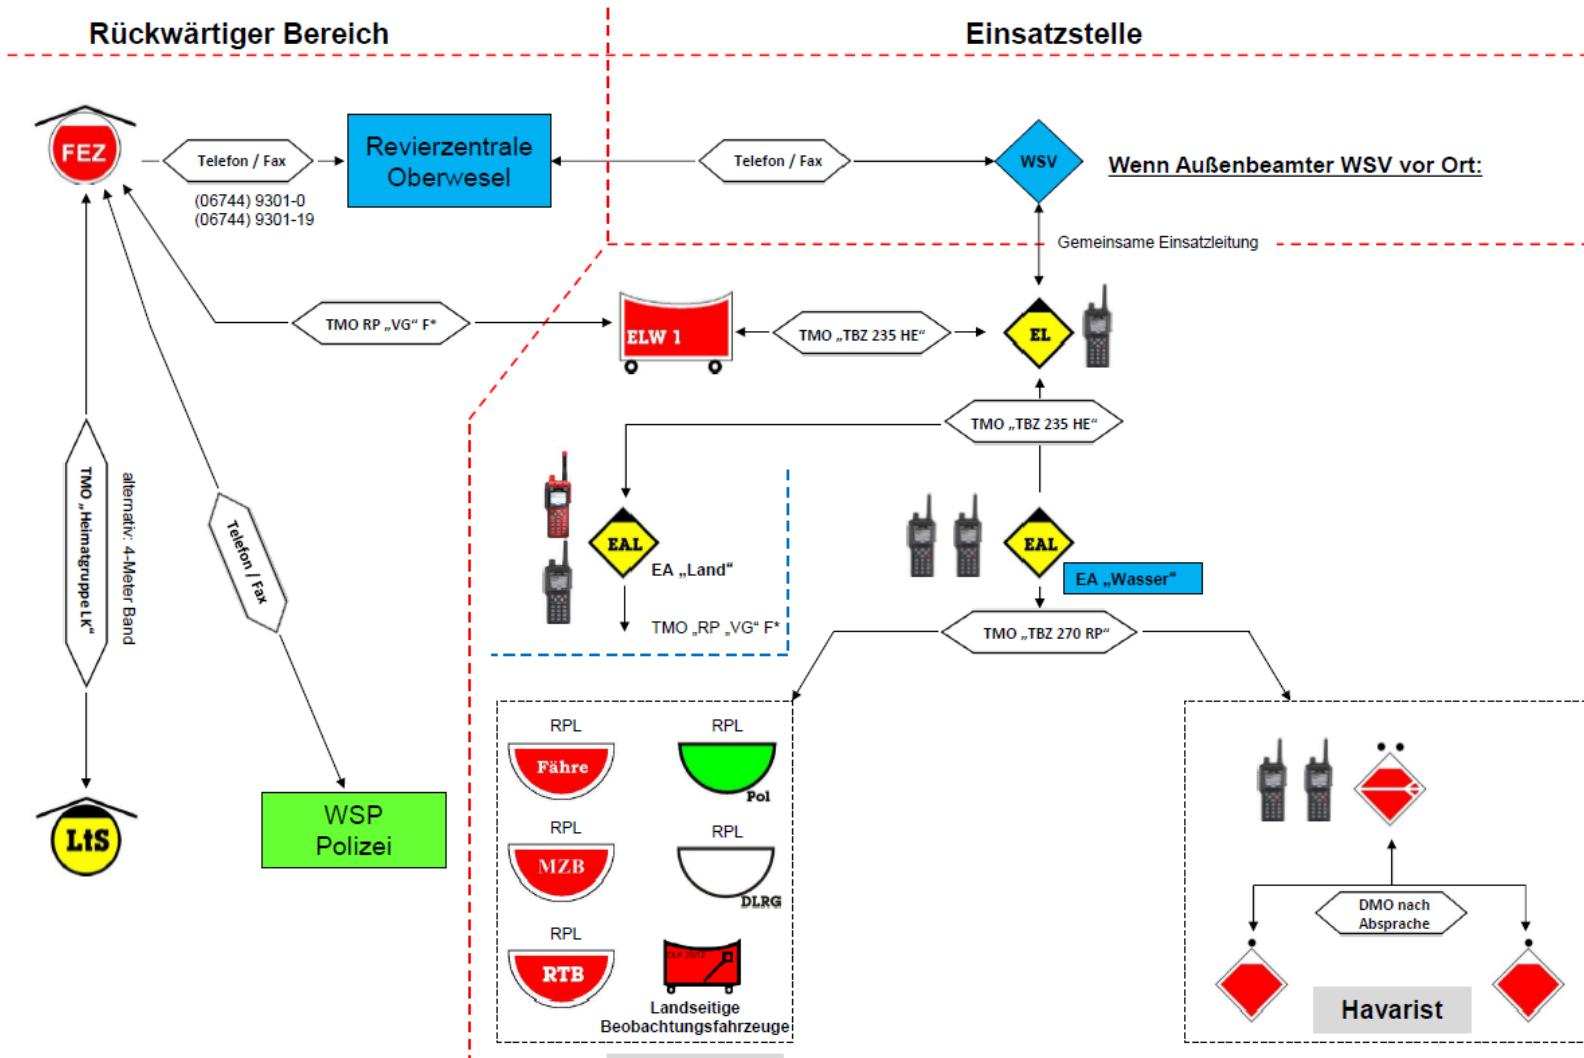 Rückwärtiger Bereich
Einsatzstelle
FEZ
Telefon / Fax
(06744) 9301-0
(06744) 9301-19
Revierzentrale
Oberwesel
Telefon / Fax
WSV
Wenn Außenbeamter WSV vor Ort:
Gemeinsame Einsatzleitung
TMO RP „VG“ F*
ELW 1
TMO „TBZ 235 HE“
EL
TMO „TBZ 235 HE“
TMO „Heimatgruppe LK“
alternativ: 4-Meter Band
Telefon / Fax
EAL
EA „Land“
TMO „RP „VG“ F*
EAL
EA „Wasser“
TMO „TBZ 270 RP“
LtS
WSP
Polizei
RPL
Fähre
RPL
Pol
RPL
MZB
RPL
DLRG
RPL
RTB
DLK 23/12
Landseitige
Beobachtungsfahrzeuge
DMO nach
Absprache
Havarist